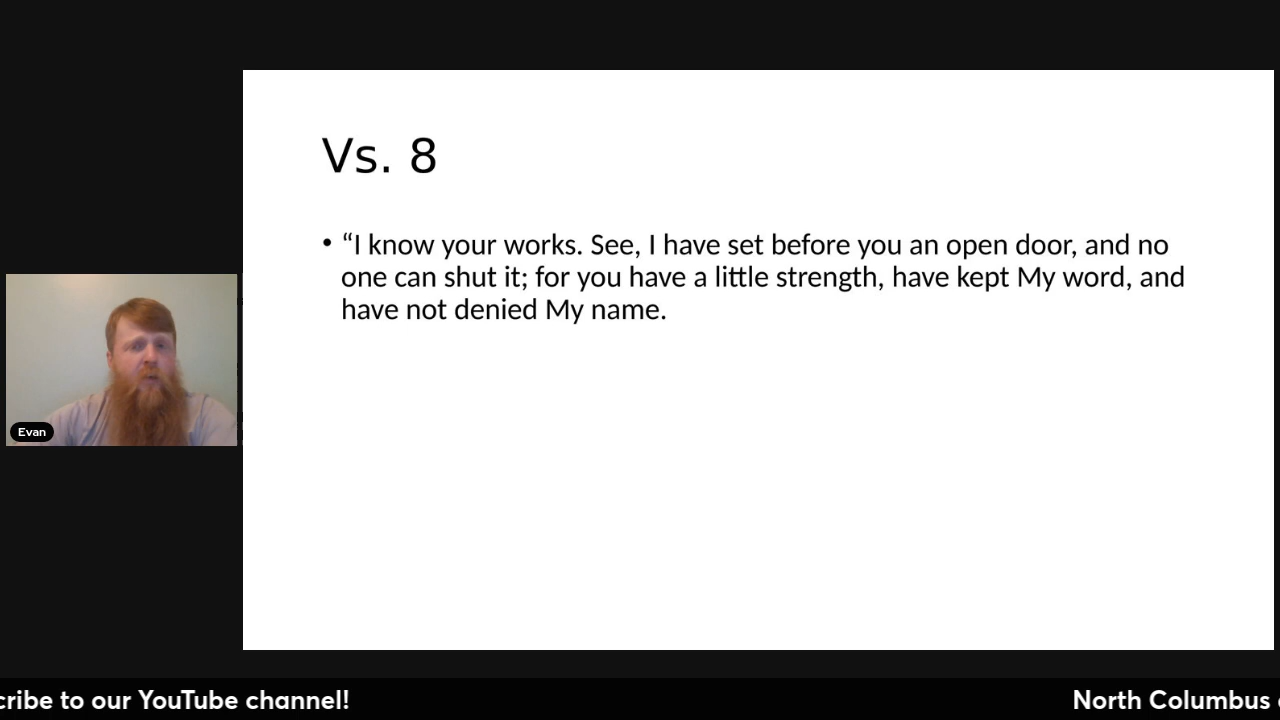 Vs. 8
• “I know your works. See, I have set before you an open door, and no
one can shut it; for you have a little strength, have kept My word, and
have not denied My name.
Evan
cribe to our YouTube channel!
North Columbus